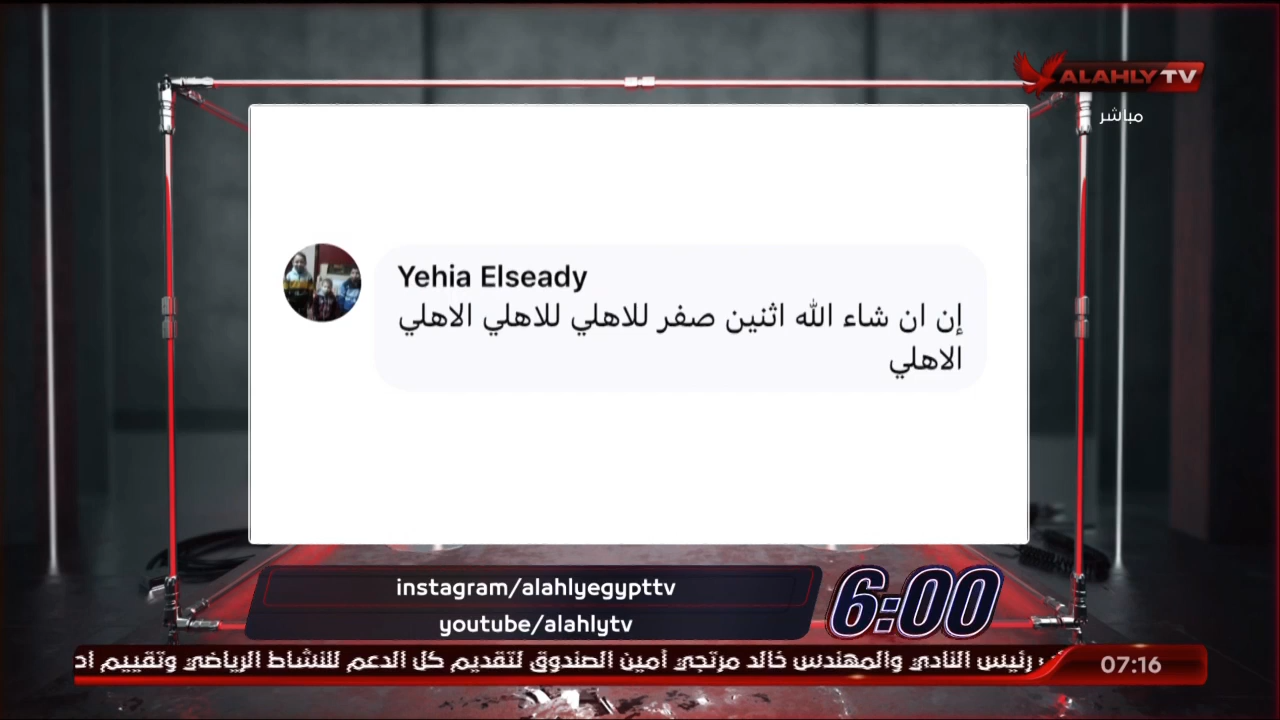 ALAHLY TV
مباشر
Yehia Elseady
إن ان شاء الله اثنين صفر للاهلي للاهلي الاهلي
الاهلي
instagram/alahlyegypttv
youtube/alahlytv
6:00
رئيس النادي والمهندس خالد مرتجي أمين الصندوق لتقديم كل الدعم للنشاط الرياضي وتقييم
07:16